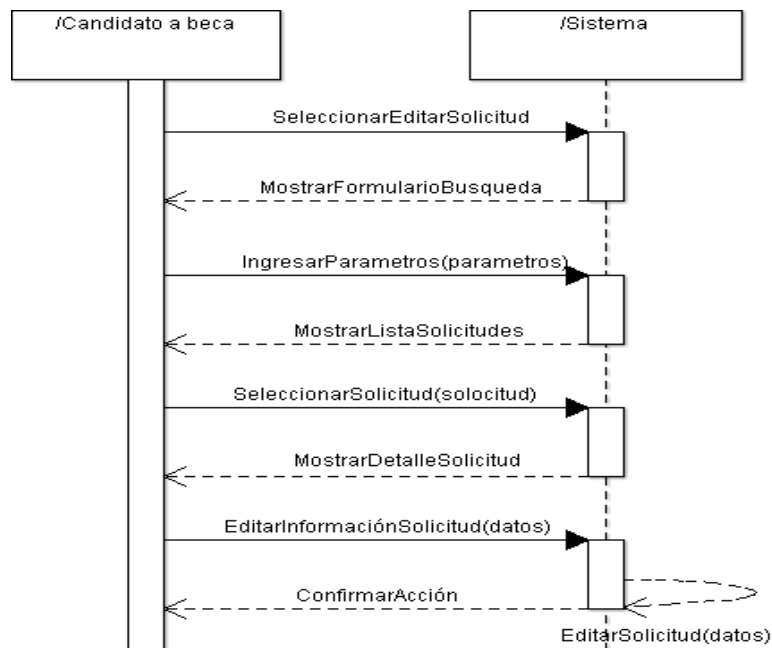 /Candidato a beca
/Sistema
SeleccionarEditarSolicitud
MostrarFormularioBusqueda
IngresarParametros(parametros)
MostrarListaSolicitudes
SeleccionarSolicitud(solocitud)
MostrarDetalleSolicitud
EditarInformaciónSolicitud(datos)
ConfirmarAcción
EditarSolicitud(datos)